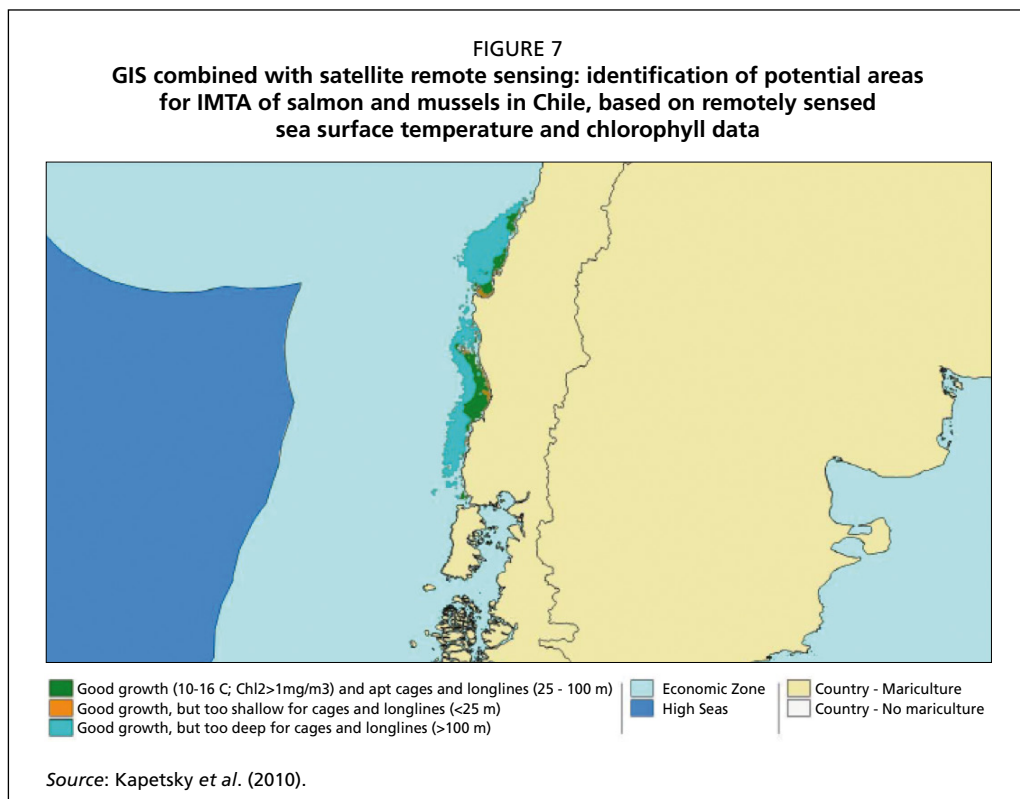 FIGURE 7
GIS combined with satellite remote sensing: identification of potential areas
for IMTA of salmon and mussels in Chile, based on remotely sensed
sea surface temperature and chlorophyll data
Good growth (10-16 C; Chl2>1mg/m3) and apt cages and longlines (25 - 100 m)
Good growth, but too shallow for cages and longlines (<25 m)
Good growth, but too deep for cages and longlines (>100 m)
Economic Zone
High Seas
Country - Mariculture
Country - No mariculture
Source: Kapetsky et al. (2010).